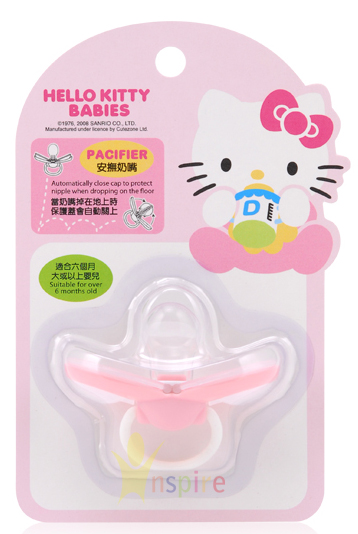 HELLO KITTY
BABIES
©1976, 2008 SANRIO CO., LTD.
Manufactured under licence by Cutezone Ltd.
PACIFIER
安撫奶嘴
Automatically close cap to protect
nipple when dropping on the floor
當奶嘴掉在地上時
保護蓋會自動關上
D E
適合六個月
大或以上嬰兒
Suitable for over
6 months old
nspire